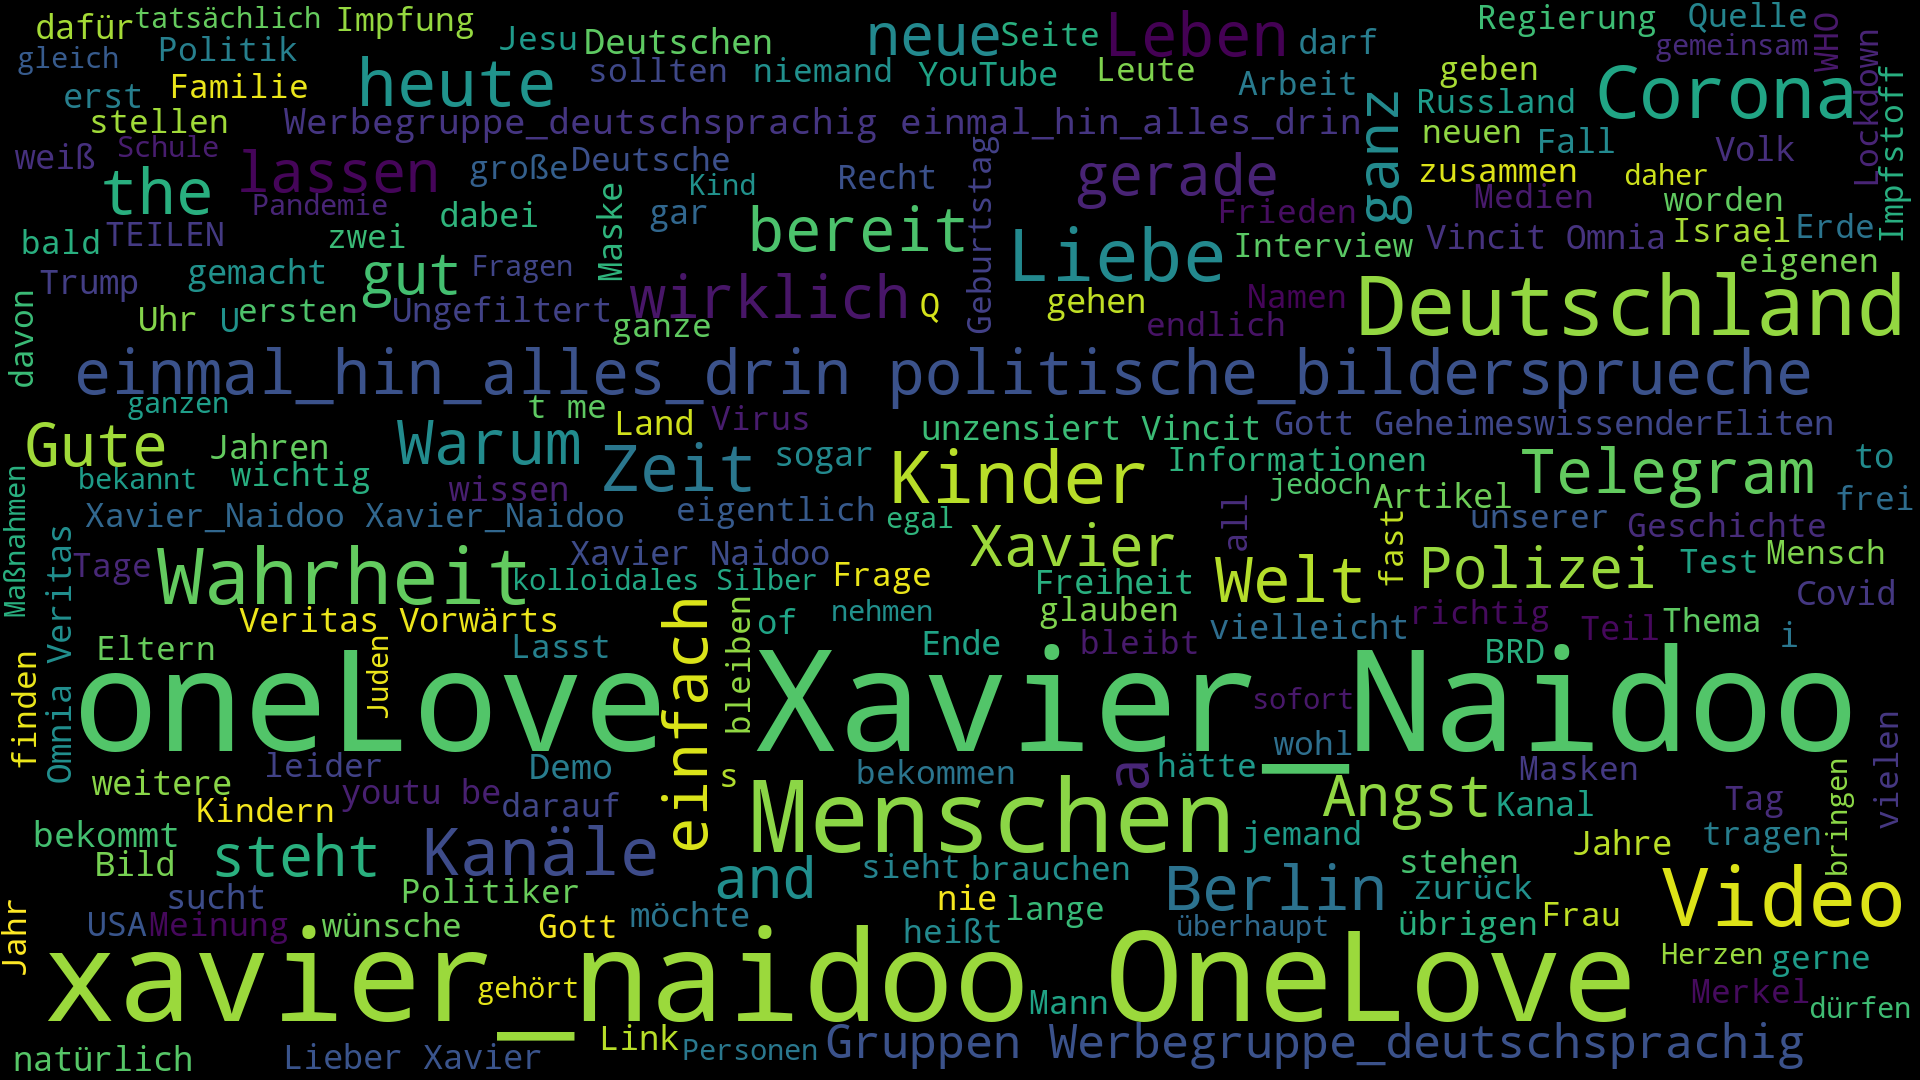 dafür tatsächlich Impfung Jesu Deutschen neue Seite Leben darf Regierung Quelle WHO
gleich Politik heute sollten niemand YouTube Leute Arbeit geben gemeinsam Corona Lockdown
erst Familie Russland Impfstoff
stellen Werbegruppe_deutschsprachig einmal_hin_alles_drin ganz neuen Fall Volk
weiß Schule lassen große Deutsche Kind Recht Geburtstag gerade zusammen daher
the Pandemie dabei Maske gar bereit Frieden Medien worden
bald TEILEN zwei Liebe Interview Vincit Omnia Israel Erde
Trump gemacht gut Fragen wirklich Q gehen Namen eigenen
davon Uhr U ersten Ungefiltert ganze endlich Deutschland
einmal_hin_alles_drin politische_bildersprueche
ganzen t me Land Virus unzensiert Vincit Gott GeheimeswissenderEliten
Gute Jahren Warum Zeit sogar Kinder Informationen Telegram to
Maßnahmen bekannt wichtig wissen jedoch Artikel frei
Xavier_Naidoo Xavier_Naidoo eigentlich egal all fast unserer Geschichte
Omnia Veritas Tage Wahrheit Xavier Naidoo Xavier Welt Polizei Test Mensch
kolloidales Silber Frage Freiheit Covid
Veritas Vorwärts einfach bleiben of nehmen glauben vielleicht richtig Teil Thema i
Eltern Juden Lasst Ende bleibt BRD
finden oneLove Xavier_Naidoo sofort
leider Demo wohl vielen
weitere youtu be darauf s bekommen a hätte Masken
Kindern Menschen Angst Kanal Tag bringen
bekommt steht Kanäle jemand Jahre tragen
Bild and sieht brauchen stehen
sucht Politiker nie Berlin zurück Video
Jahr USA Meinung wünsche Gott möchte lange heißt überhaupt übrigen Frau
xavier_naidoo OneLove Herzen gerne
gehört Mann Merkel dürfen
natürlich Lieber Xavier Link Personen Gruppen Werbegruppe_deutschsprachig